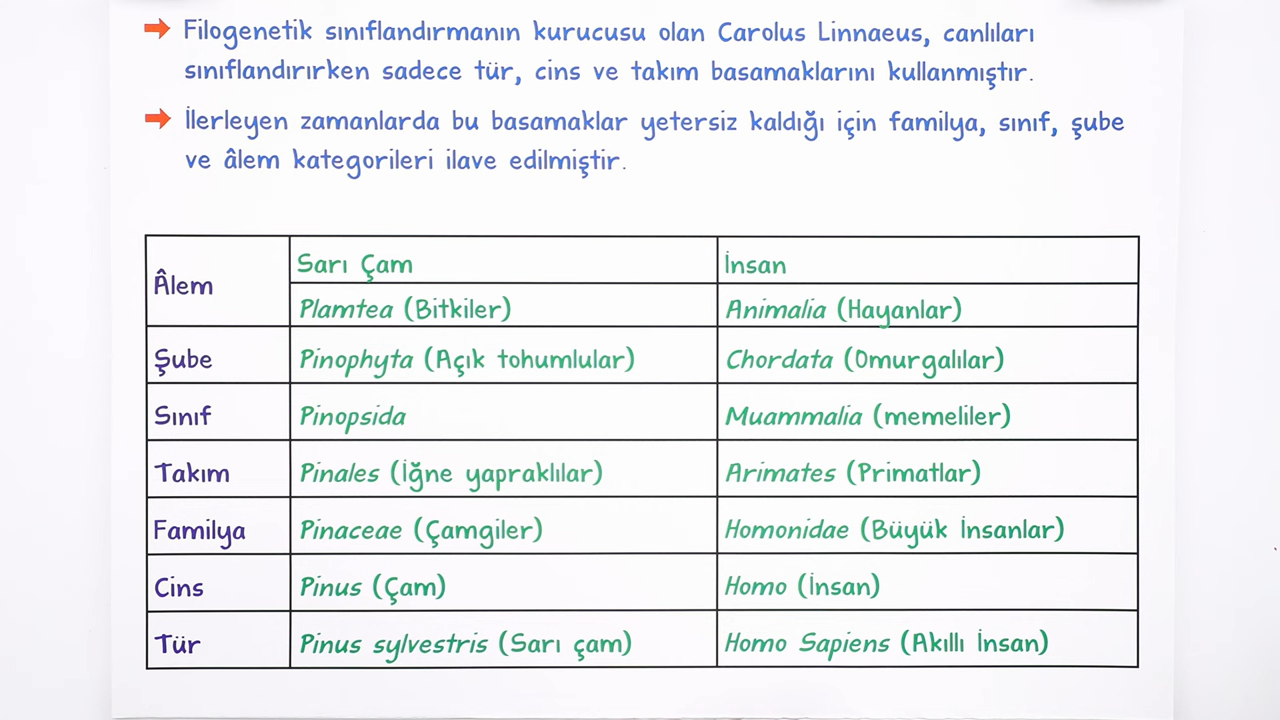 Filogenetik sınıflandırmanın kurucusu olan Carolus Linnaeus, canlıları
sınıflandırırken sadece tür, cins ve takım basamaklarını kullanmıştır.
İlerleyen zamanlarda bu basamaklar yetersiz kaldığı için familya, sınıf, şube
ve âlem kategorileri ilave edilmiştir.
Âlem
Sarı Çam
İnsan
Plamtea (Bitkiler)
Animalia (Hayanlar)
Şube
Pinophyta (Açık tohumlular)
Chordata (Omurgalılar)
Sınıf
Pinopsida
Muammalia (memeliler)
Takım
Pinales (İğne yapraklılar)
Arimates (Primatlar)
Familya
Pinaceae (Çamgiler)
Homonidae (Büyük İnsanlar)
Cins
Pinus (Çam)
Homo (İnsan)
Tür
Pinus sylvestris (Sarı çam)
Homo Sapiens (Akıllı İnsan)